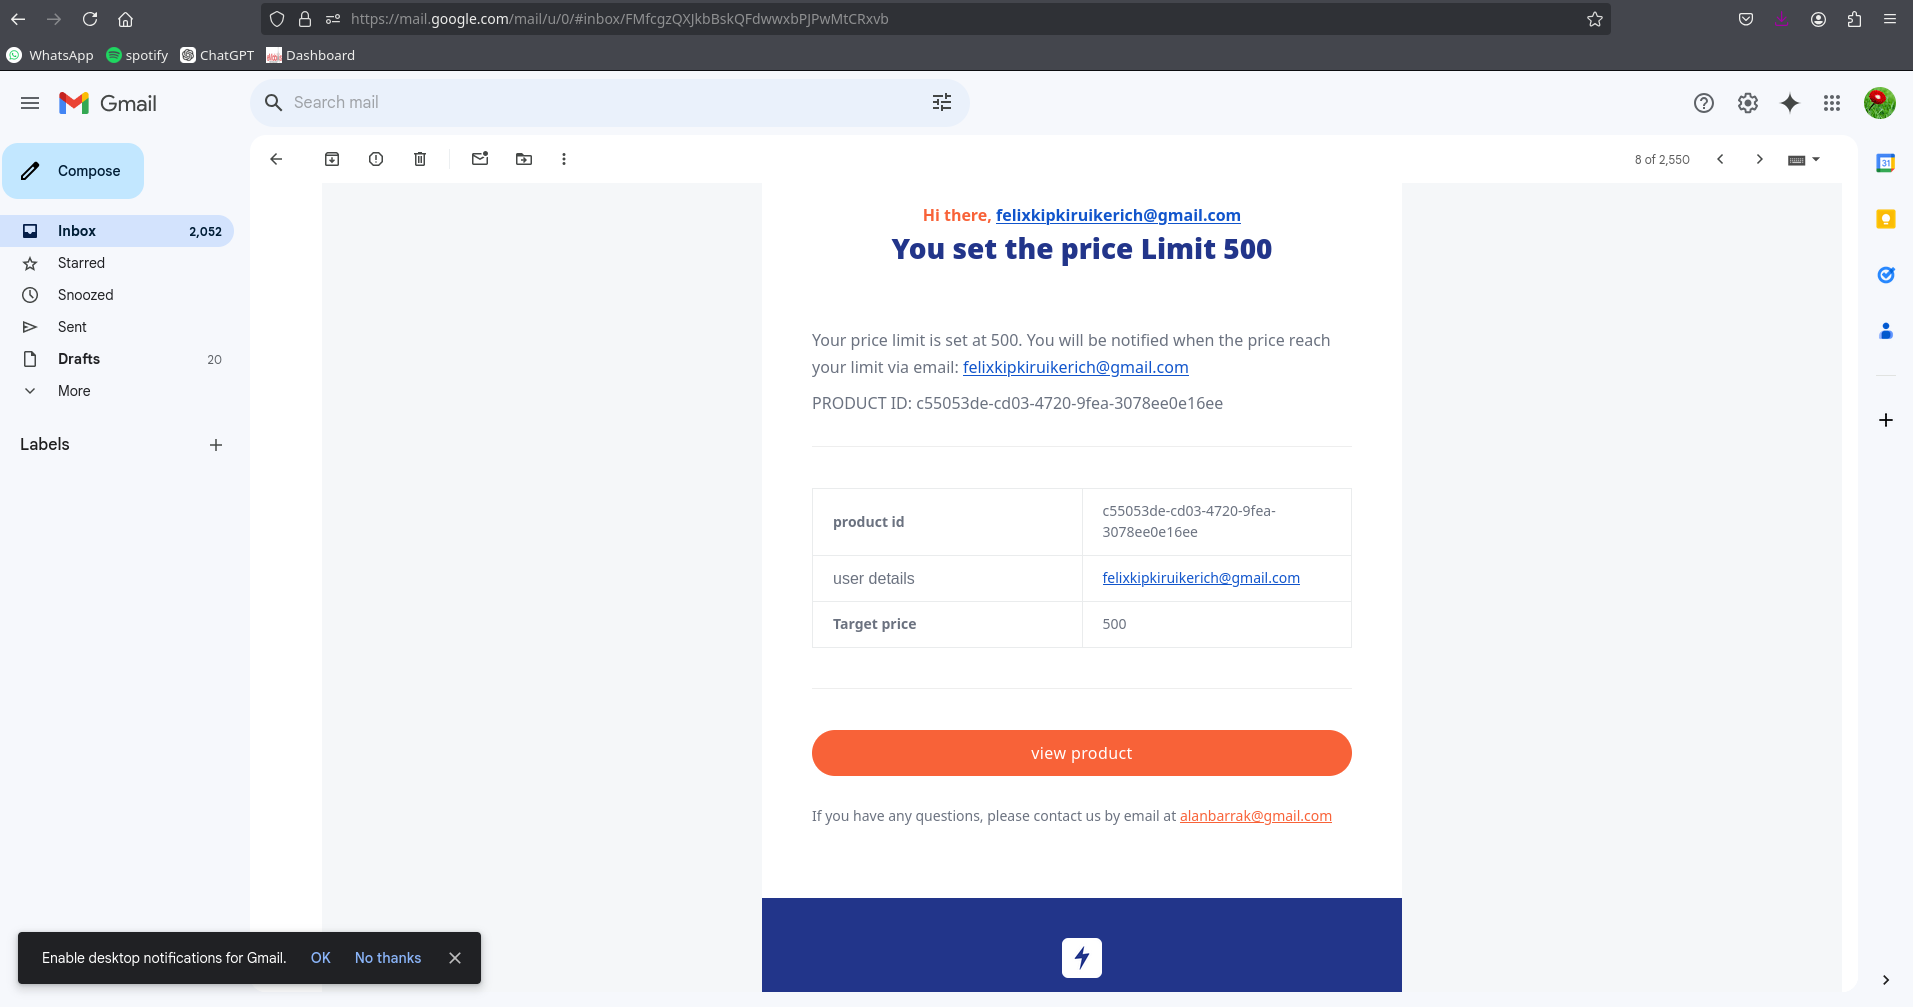 https://mail.google.com/mail/u/0/#inbox/FMfcgzQXJkbBskQFdwwxbPJPwMtCRxvb
WhatsApp spotify ChatGPT Dashboard
Gmail
Search mail
Compose
8 of 2,550
Inbox 2,052
Starred
Snoozed
Sent
Drafts 20
More
Labels
31
Hi there, felixkipkiruikerich@gmail.com
You set the price Limit 500
Your price limit is set at 500. You will be notified when the price reach
your limit via email: felixkipkiruikerich@gmail.com
PRODUCT ID: c55053de-cd03-4720-9fea-3078ee0e16ee
product id
c55053de-cd03-4720-9fea-
3078ee0e16ee
user details felixkipkiruikerich@gmail.com
Target price 500
view product
If you have any questions, please contact us by email at alanbarrak@gmail.com
Enable desktop notifications for Gmail. OK No thanks